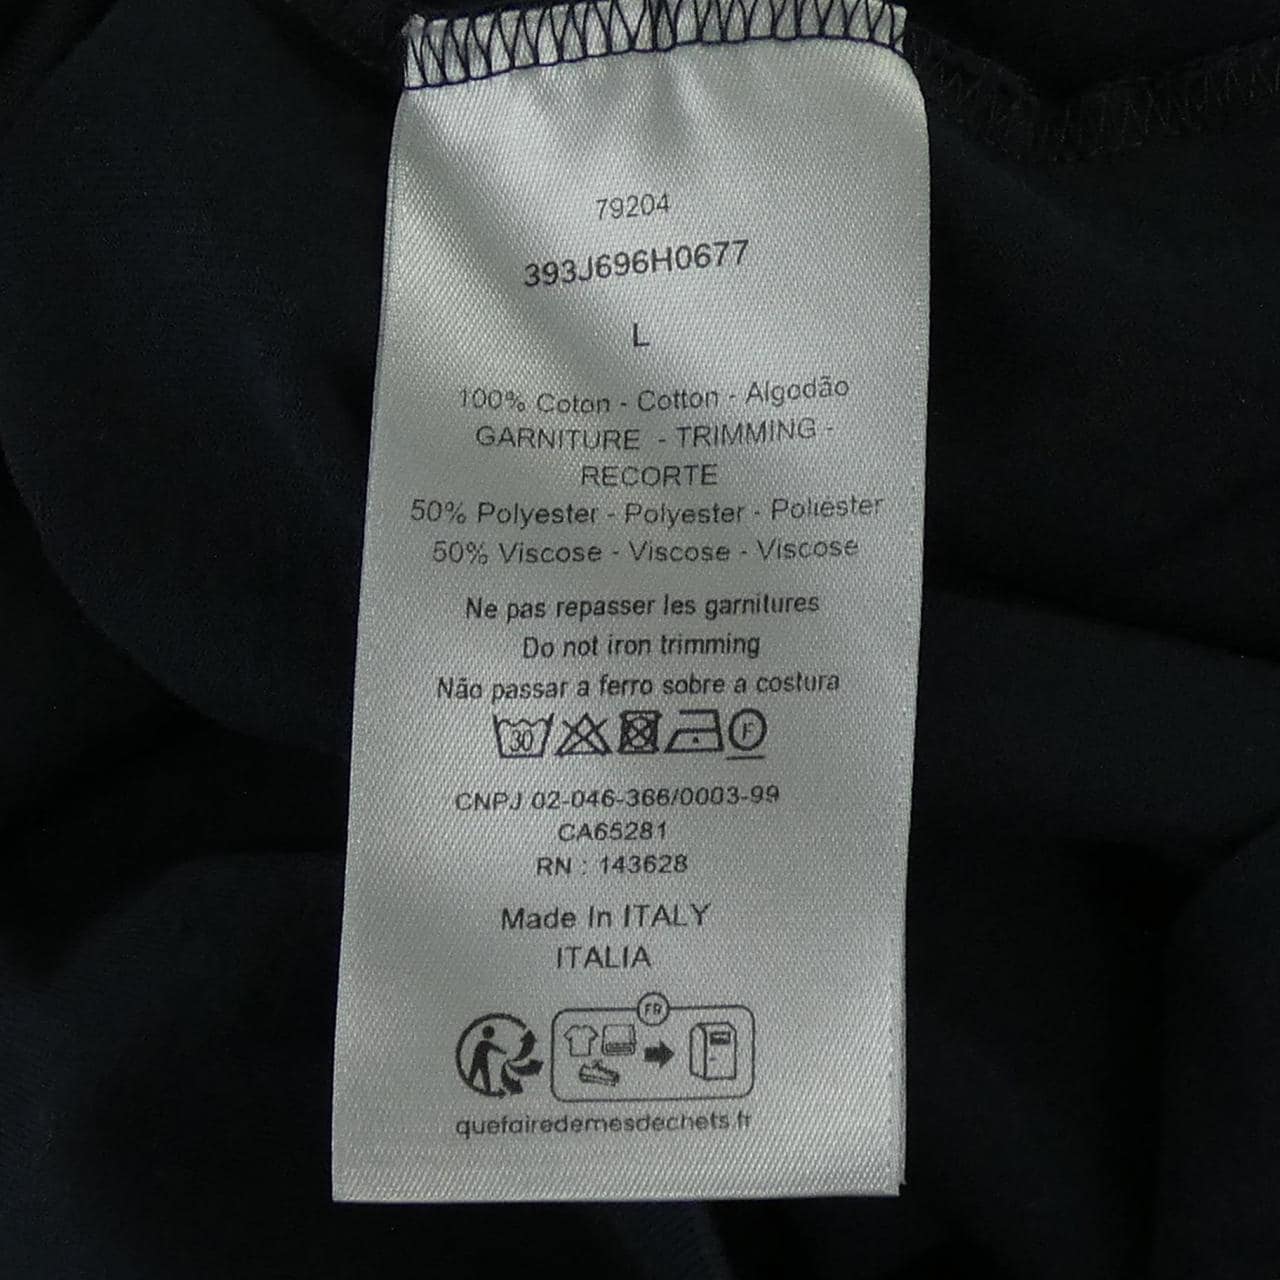 79204
393J696H0677
L
100% Coton - Cotton - Algodão
GARNITURE - TRIMMING -
RECORTE
50% Polyester - Polyester - Poliéster
50% Viscose - Viscose - Viscose
Ne pas repasser les garnitures
Do not iron trimming
Não passar a ferro sobre a costura
30 F
CNPJ 02-046-366/0003-99
CA65281
RN : 143628
Made In ITALY
ITALIA
FR
quefairedemesdechets.fr